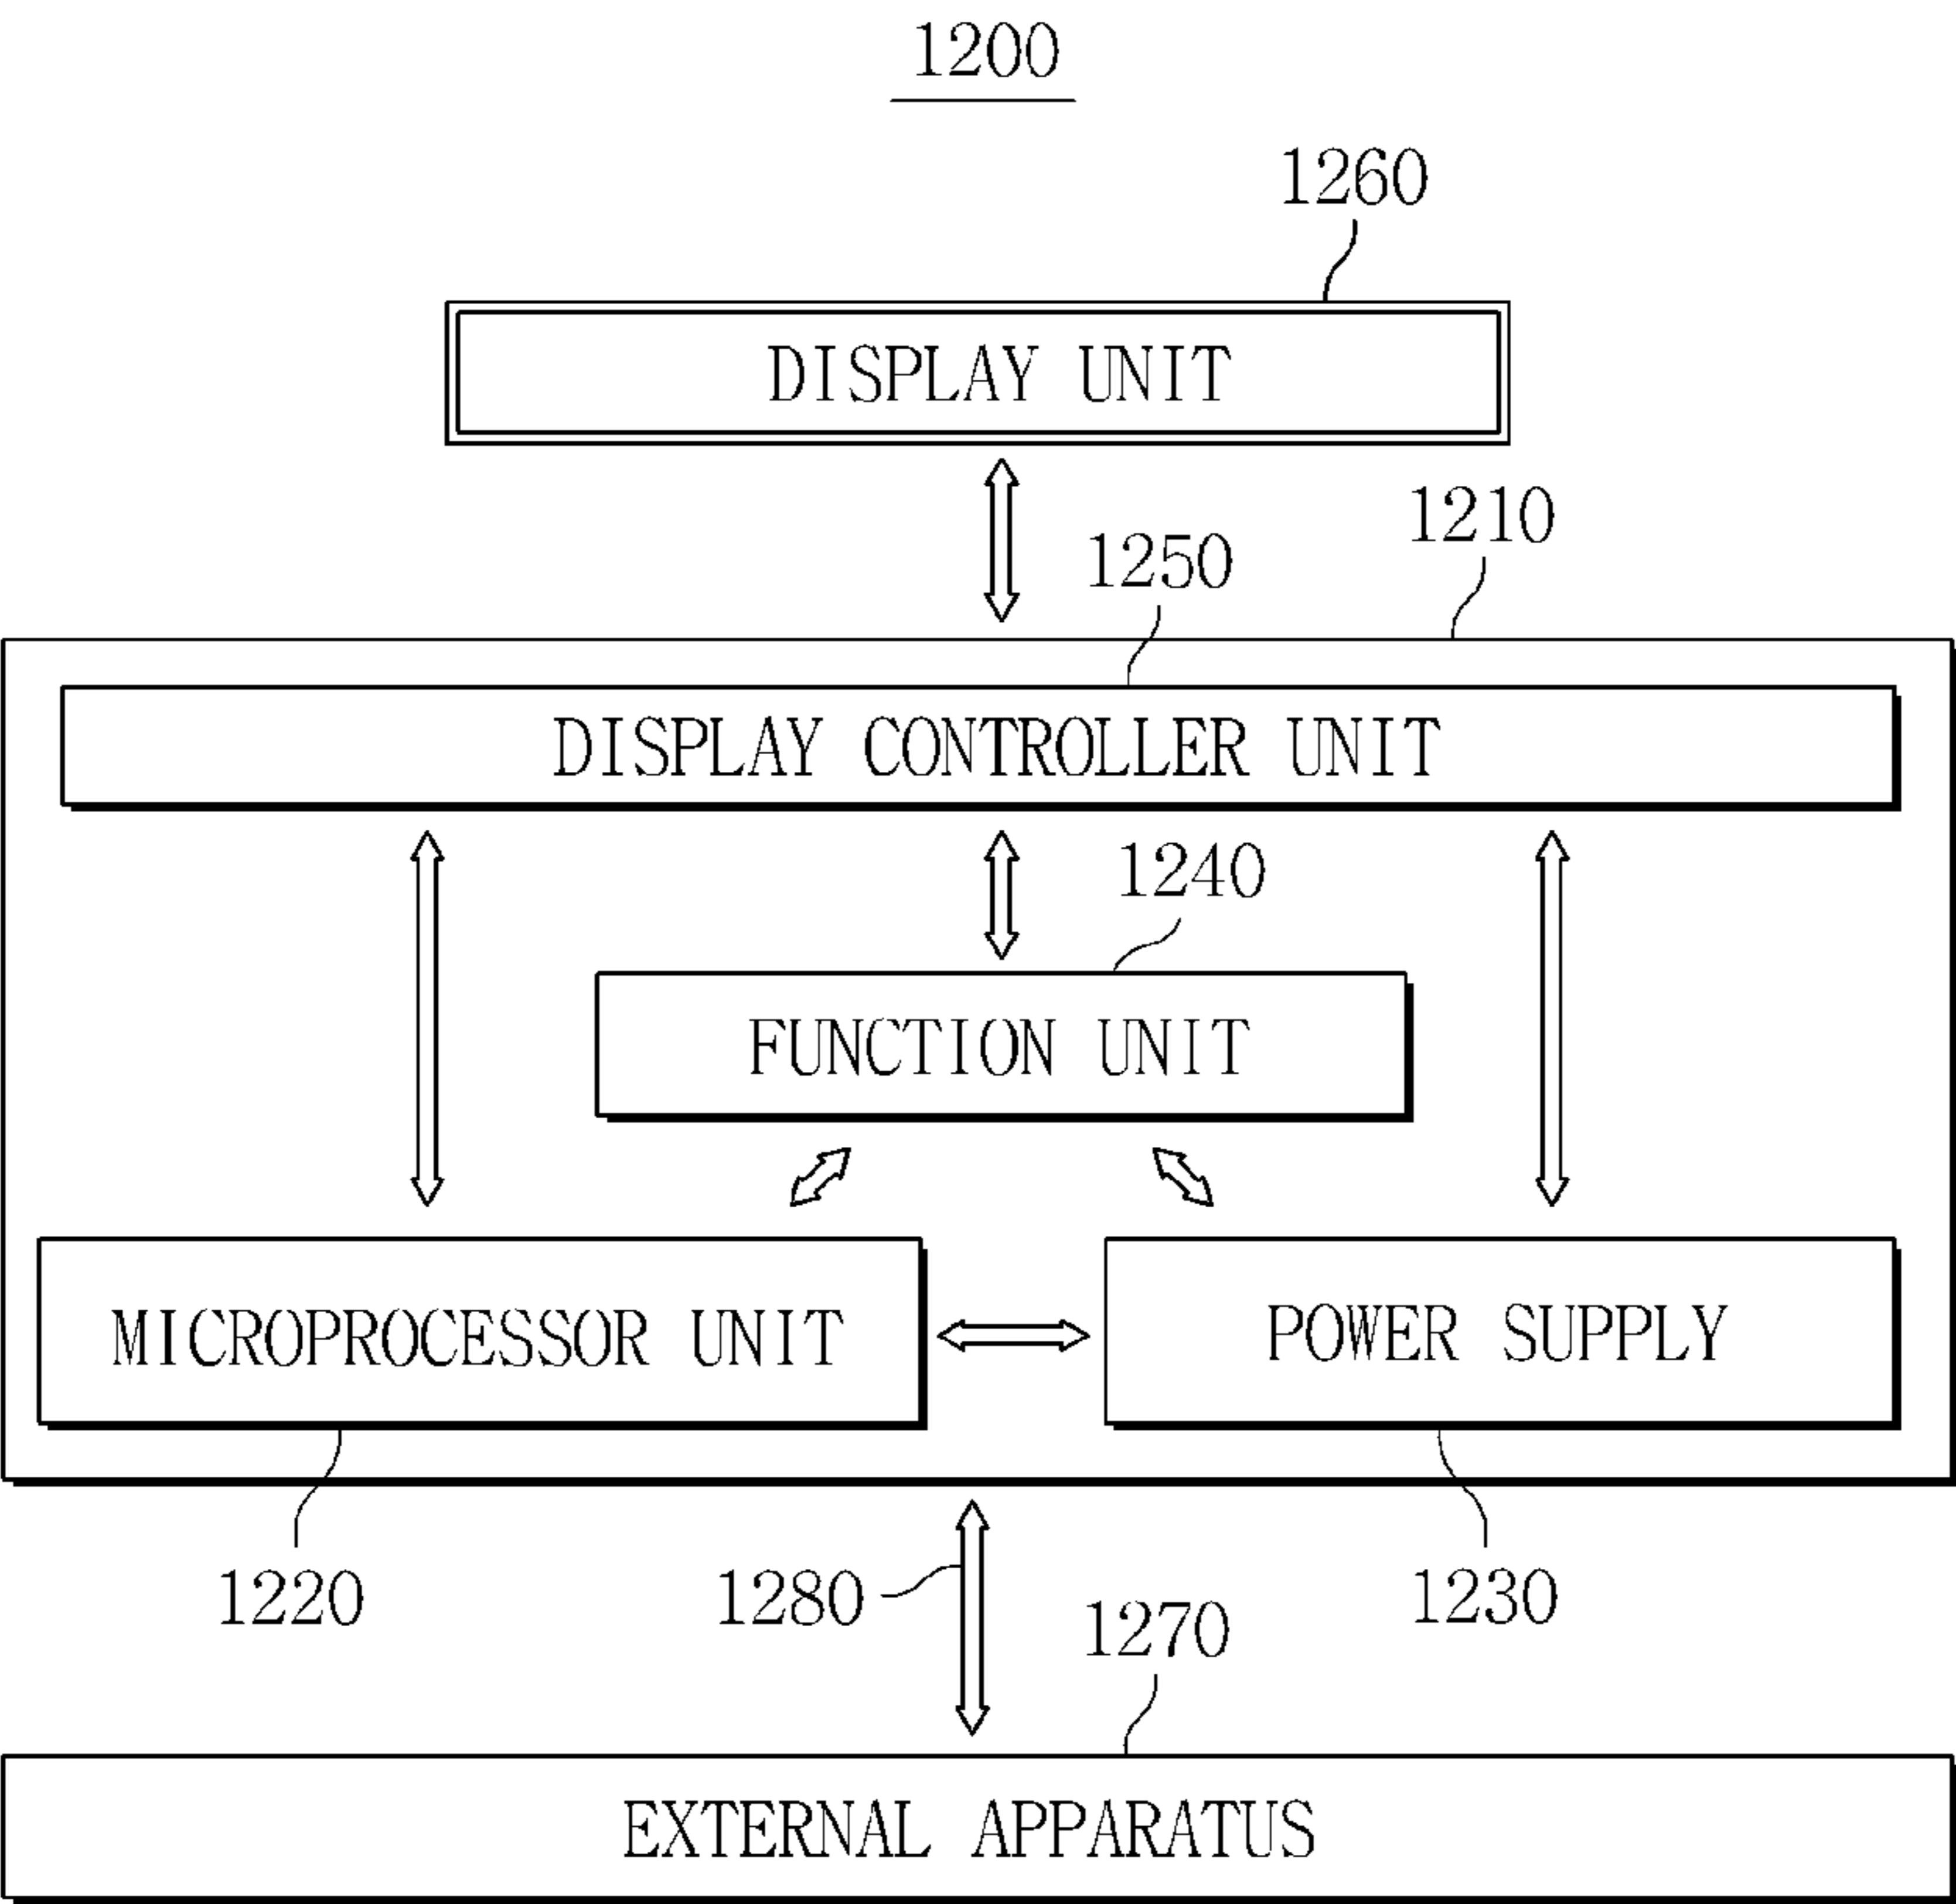 1200
1260
DISPLAY UNIT
1210
1250
DISPLAY CONTROLLER UNIT
1240
FUNCTION UNIT
MICROPROCESSOR UNIT
POWER SUPPLY
1220
1280
1230
1270
EXTERNAL APPARATUS